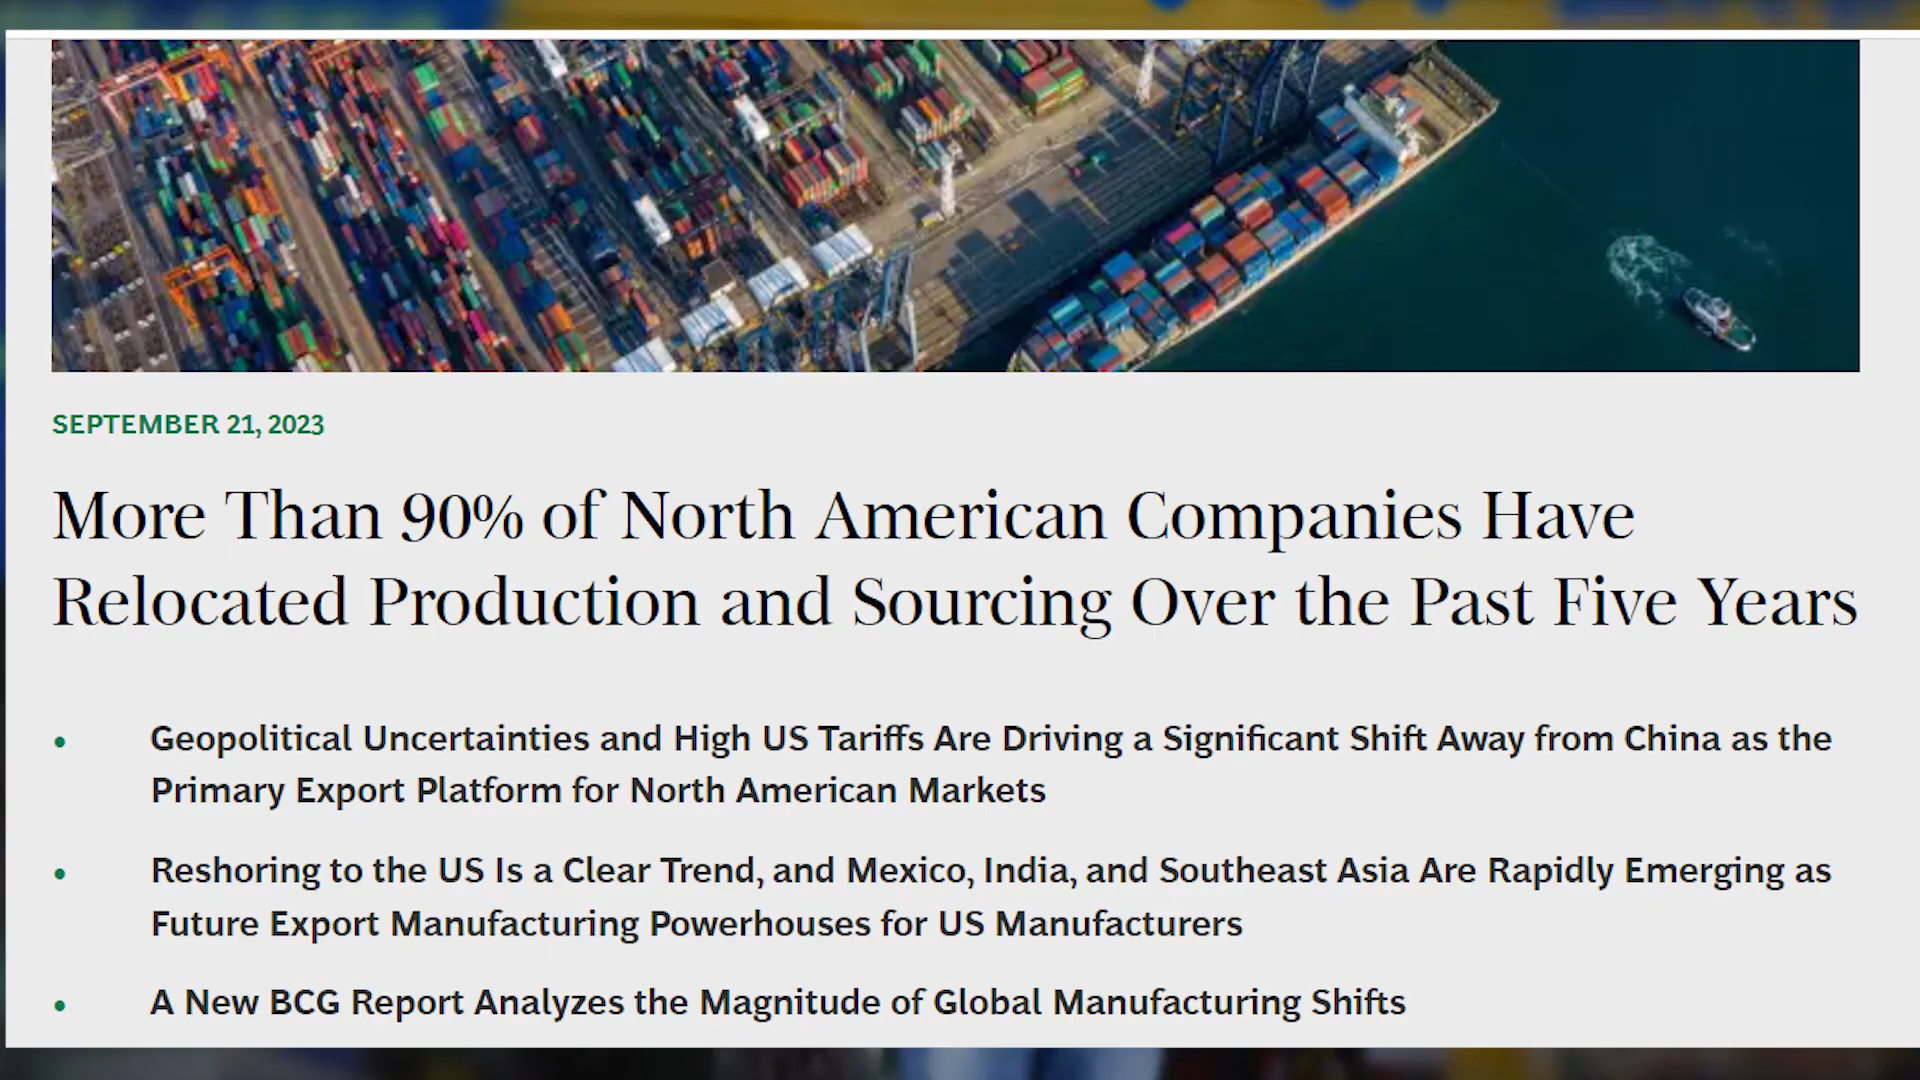 SEPTEMBER 21, 2023
More Than 90% of North American Companies Have
Relocated Production and Sourcing Over the Past Five Years
• Geopolitical Uncertainties and High US Tariffs Are Driving a Significant Shift Away from China as the
Primary Export Platform for North American Markets
• Reshoring to the US Is a Clear Trend, and Mexico, India, and Southeast Asia Are Rapidly Emerging as
Future Export Manufacturing Powerhouses for US Manufacturers
• A New BCG Report Analyzes the Magnitude of Global Manufacturing Shifts